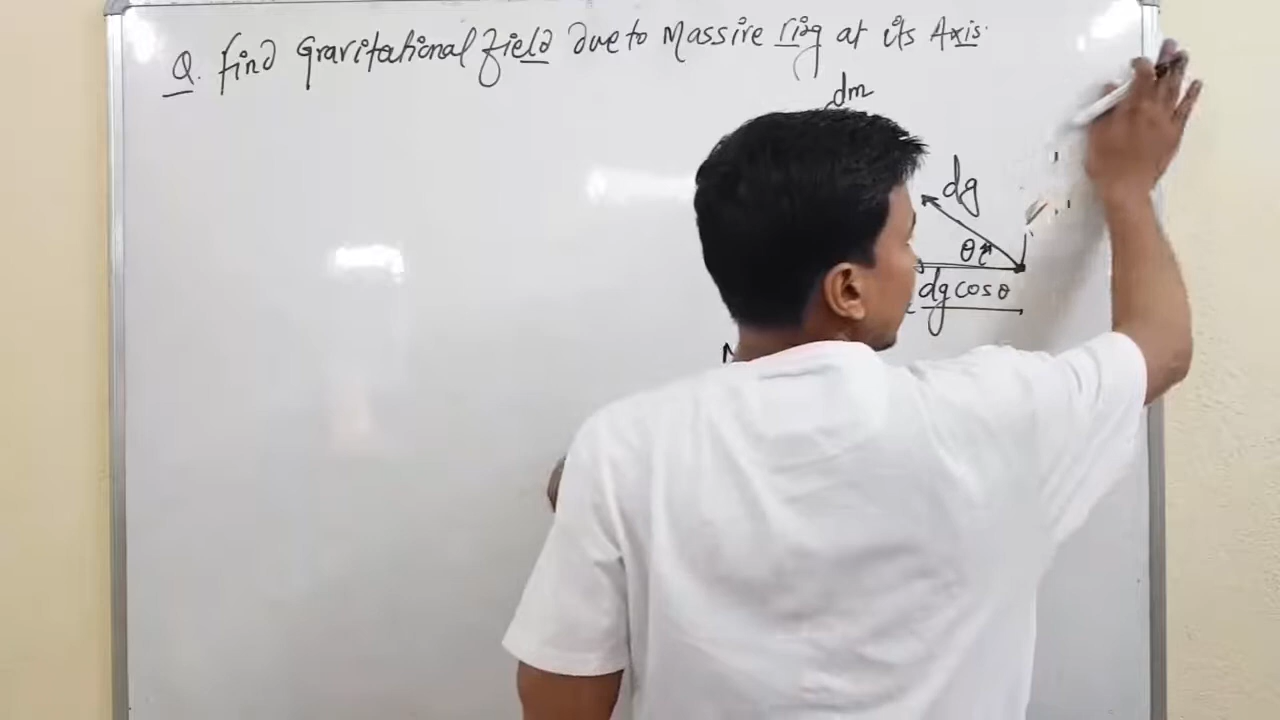 Q. find Gravitational field due to Massive ring at its Axis.
dm
dg
θ
dg cos θ